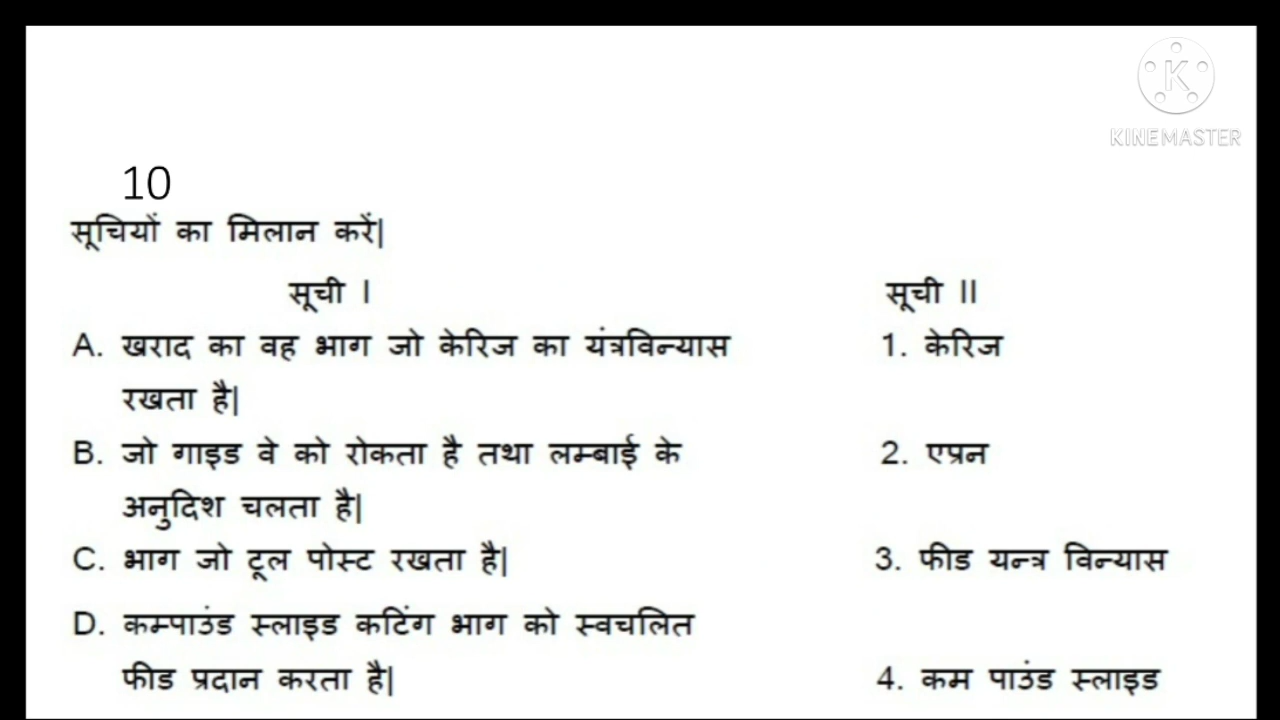 K
KINEMASTER
10
सूचियों का मिलान करें|
सूची I सूची II
A. खराद का वह भाग जो केरिज का यंत्रविन्यास 1. केरिज
रखता है|
B. जो गाइड वे को रोकता है तथा लम्बाई के 2. एप्रन
अनुदिश चलता है|
C. भाग जो टूल पोस्ट रखता है| 3. फीड यन्त्र विन्यास
D. कम्पाउंड स्लाइड कटिंग भाग को स्वचलित
फीड प्रदान करता है| 4. कम पाउंड स्लाइड